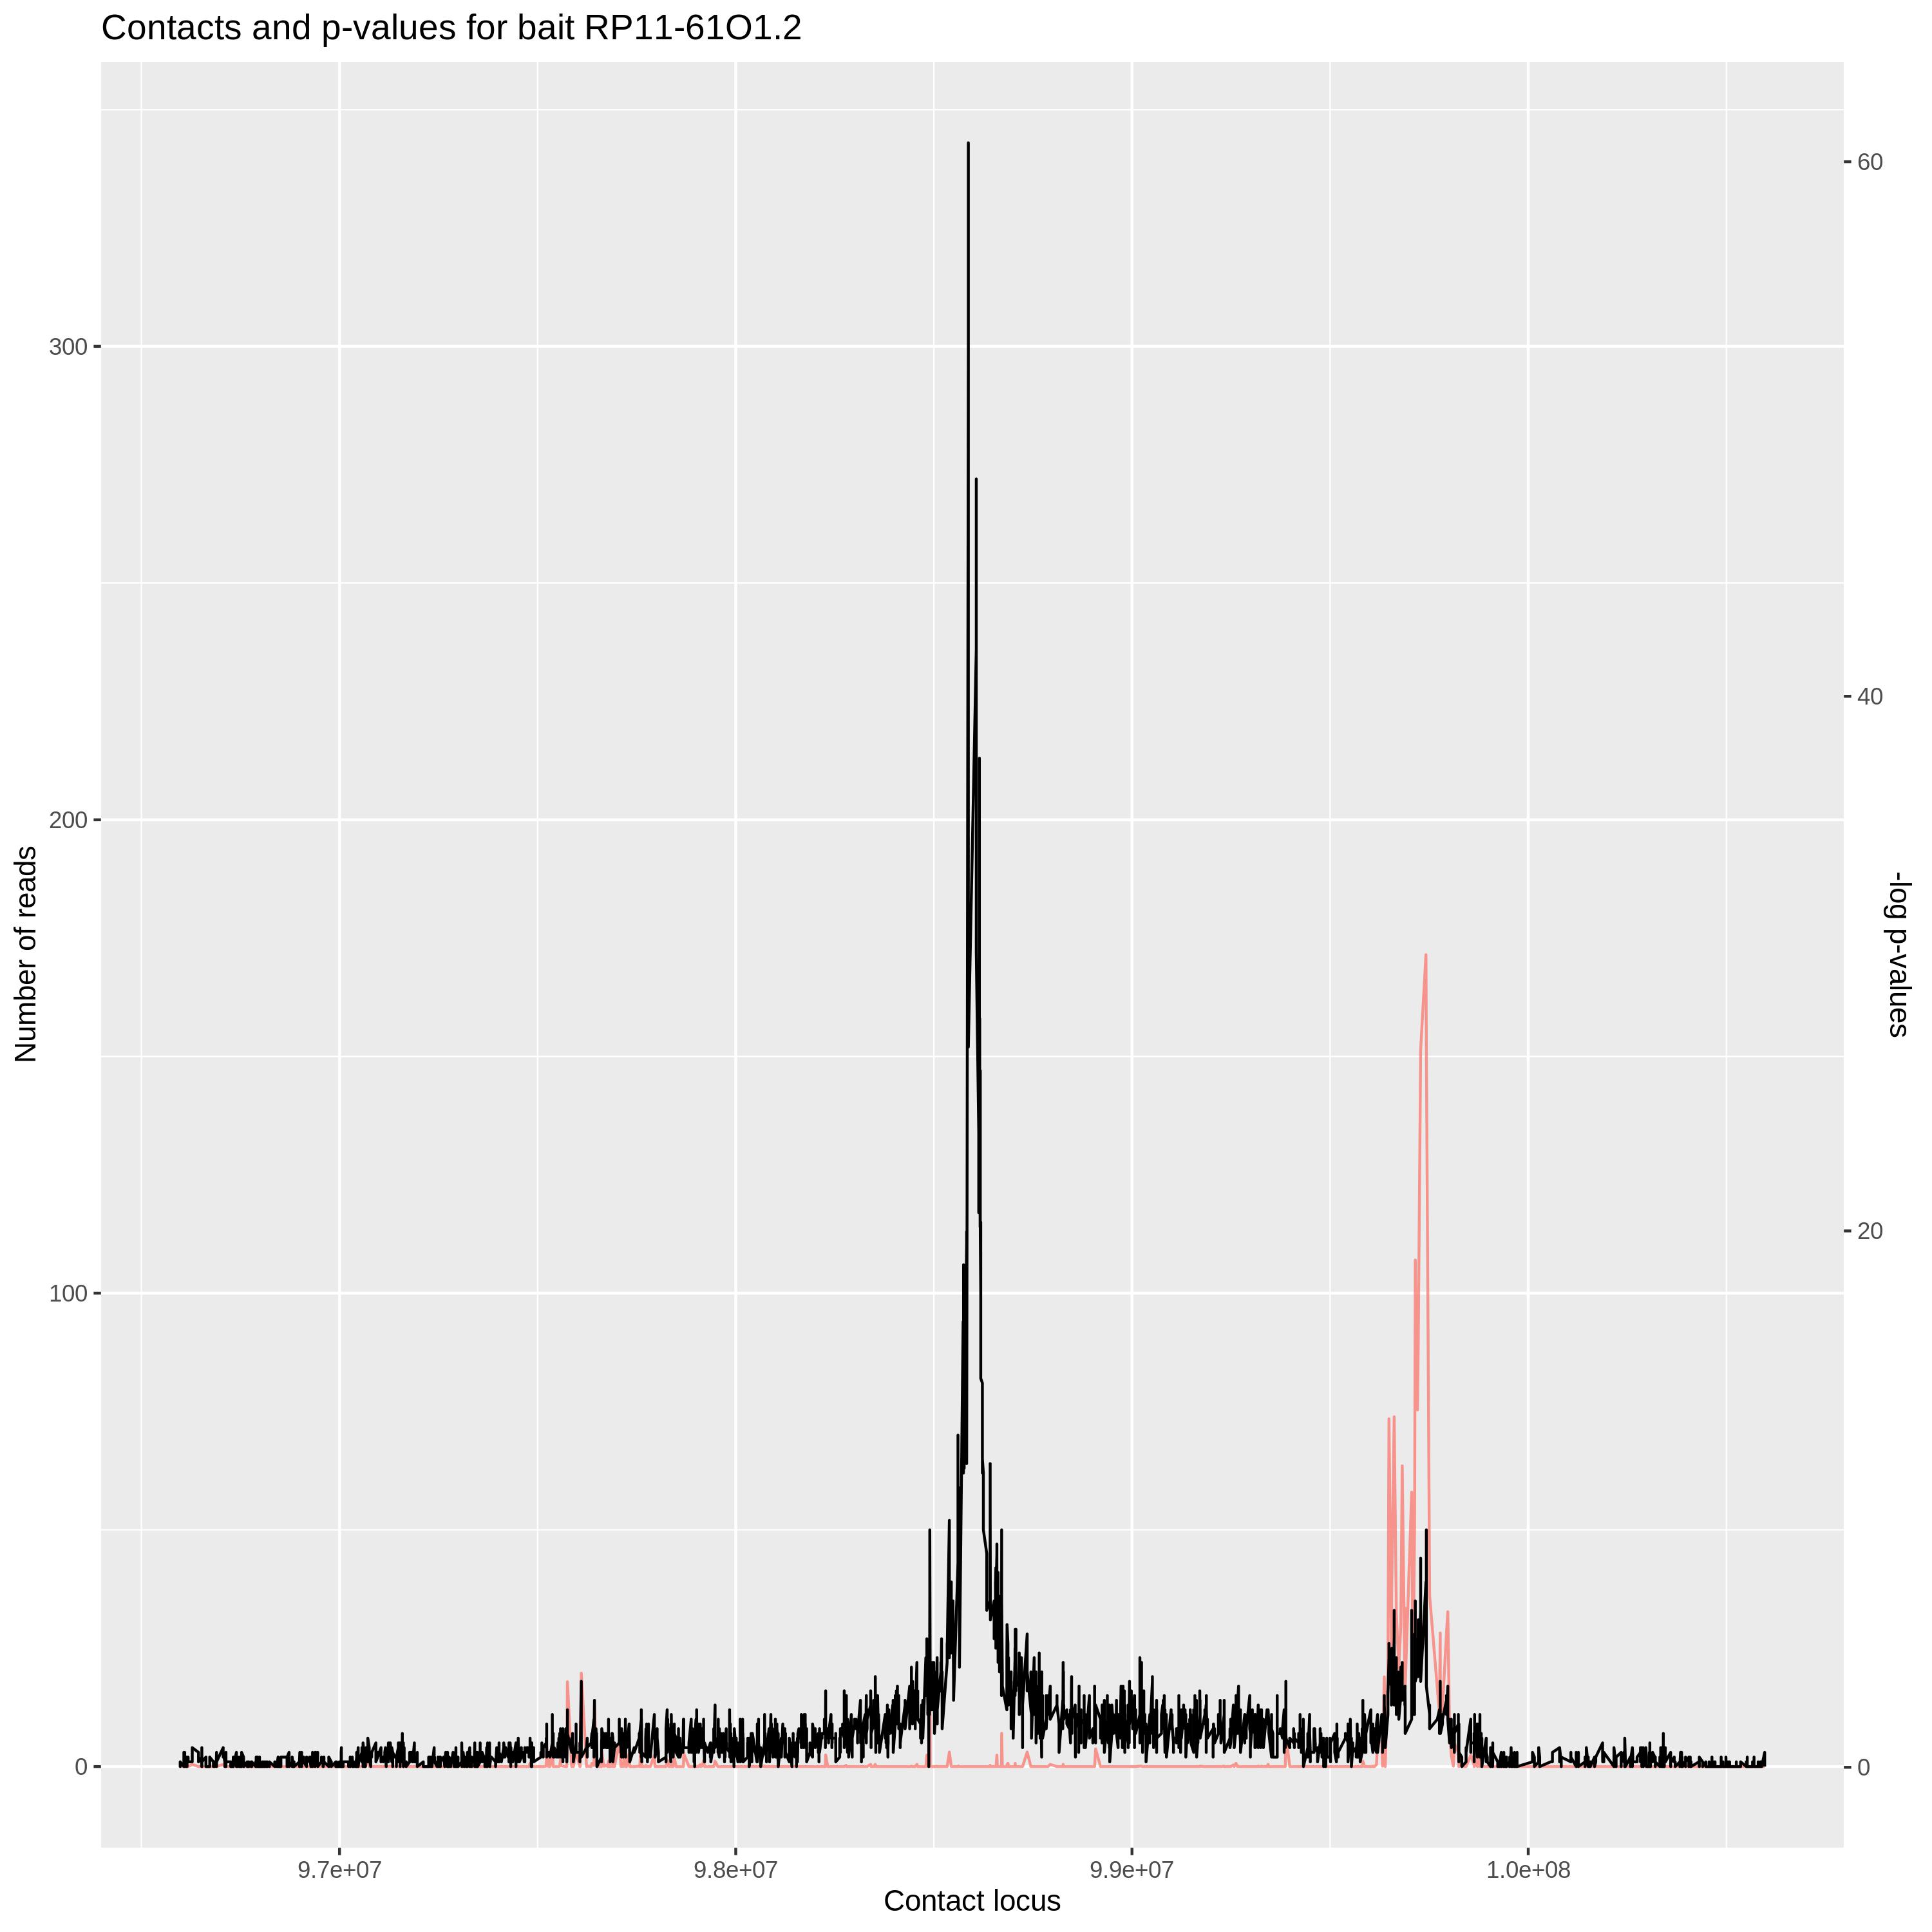 Contacts and p-values for bait RP11-61O1.2
300
200
100
0
Number of reads
60
40
20
0
-log p-values
9.7e+07
9.8e+07
9.9e+07
1.0e+08
Contact locus